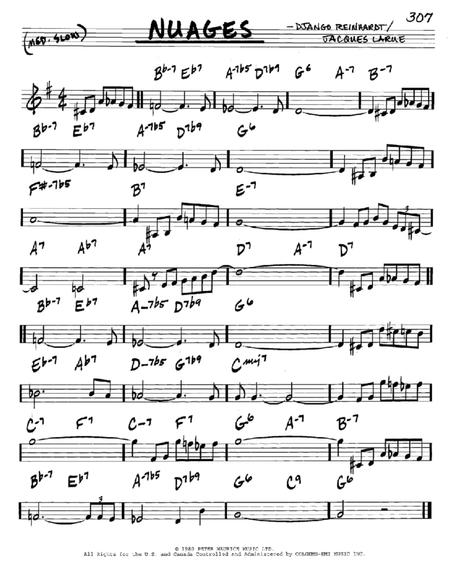 307
(MED. SLOW) NUAGES - DJANGO REINHARDT/
JACQUES LARUE
Bb-7 Eb7 A-7b5 D7b9 G6 A-7 B-7
Bb-7 Eb7 A-7b5 D7b9 G6
F#-7b5 B7 E-7
A7 Ab7 A7 D7 A-7 D7
Bb-7 Eb7 A-7b5 D7b9 G6
Eb-7 Ab7 D-7b5 G7b9 Cmaj7
C-7 F7 C-7 F7 G6 A-7 B-7
Bb-7 Eb7 A-7b5 D7b9 G6 C9 G6
© 1980 PETER MAURICE MUSIC LTD.
All Rights for the U.S. and Canada Controlled and Administered by COLGEMS-EMI MUSIC INC.